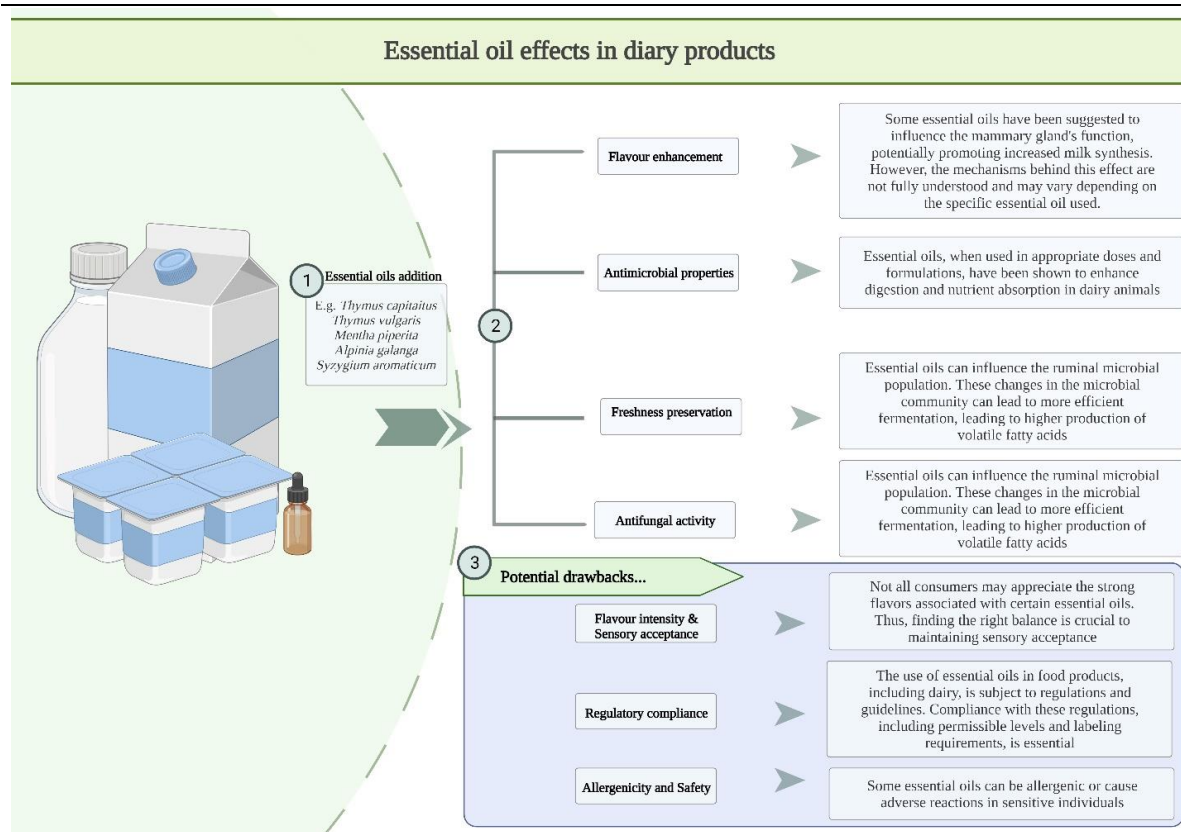 Essential oil effects in diary products
1
Essential oils addition
E.g. Thymus capitaitus
Thymus vulgaris
Mentha piperita
Alpinia galanga
Syzygium aromaticum
2
Flavour enhancement
Some essential oils have been suggested to
influence the mammary gland's function,
potentially promoting increased milk synthesis.
However, the mechanisms behind this effect are
not fully understood and may vary depending on
the specific essential oil used.
Antimicrobial properties
Essential oils, when used in appropriate doses and
formulations, have been shown to enhance
digestion and nutrient absorption in dairy animals
Freshness preservation
Essential oils can influence the ruminal microbial
population. These changes in the microbial
community can lead to more efficient
fermentation, leading to higher production of
volatile fatty acids
Antifungal activity
Essential oils can influence the ruminal microbial
population. These changes in the microbial
community can lead to more efficient
fermentation, leading to higher production of
volatile fatty acids
3
Potential drawbacks...
Flavour intensity &
Sensory acceptance
Not all consumers may appreciate the strong
flavors associated with certain essential oils.
Thus, finding the right balance is crucial to
maintaining sensory acceptance
Regulatory compliance
The use of essential oils in food products,
including dairy, is subject to regulations and
guidelines. Compliance with these regulations,
including permissible levels and labeling
requirements, is essential
Allergenicity and Safety
Some essential oils can be allergenic or cause
adverse reactions in sensitive individuals